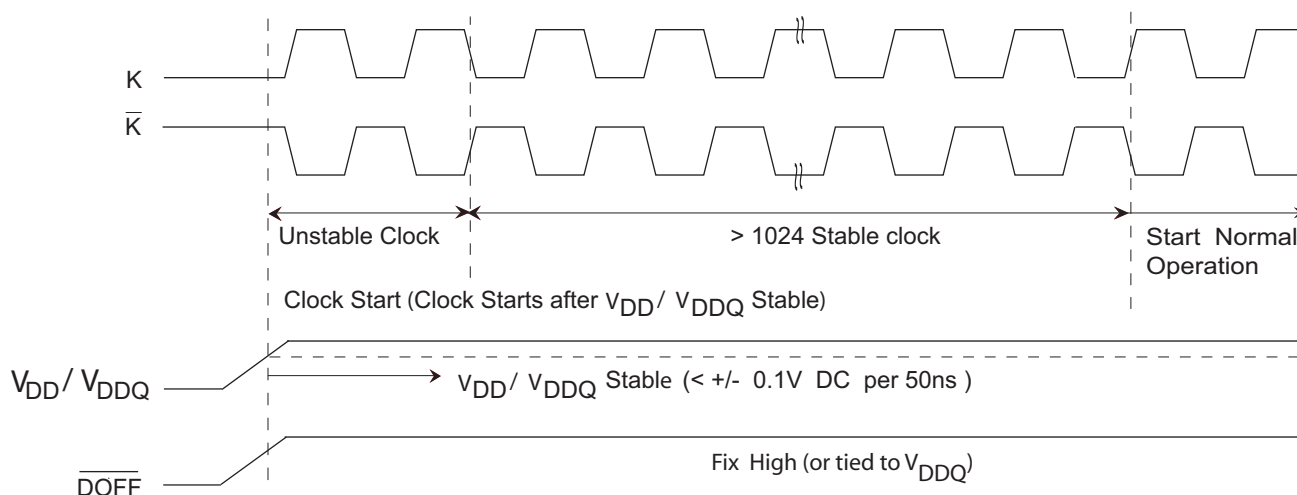 K
K̅
Unstable Clock
> 1024 Stable clock
Start Normal
Operation
Clock Start (Clock Starts after VDD/ VDDQ Stable)
VDD/ VDDQ
VDD/ VDDQ Stable (< +/- 0.1V DC per 50ns )
Fix High (or tied to VDDQ)
DOFF